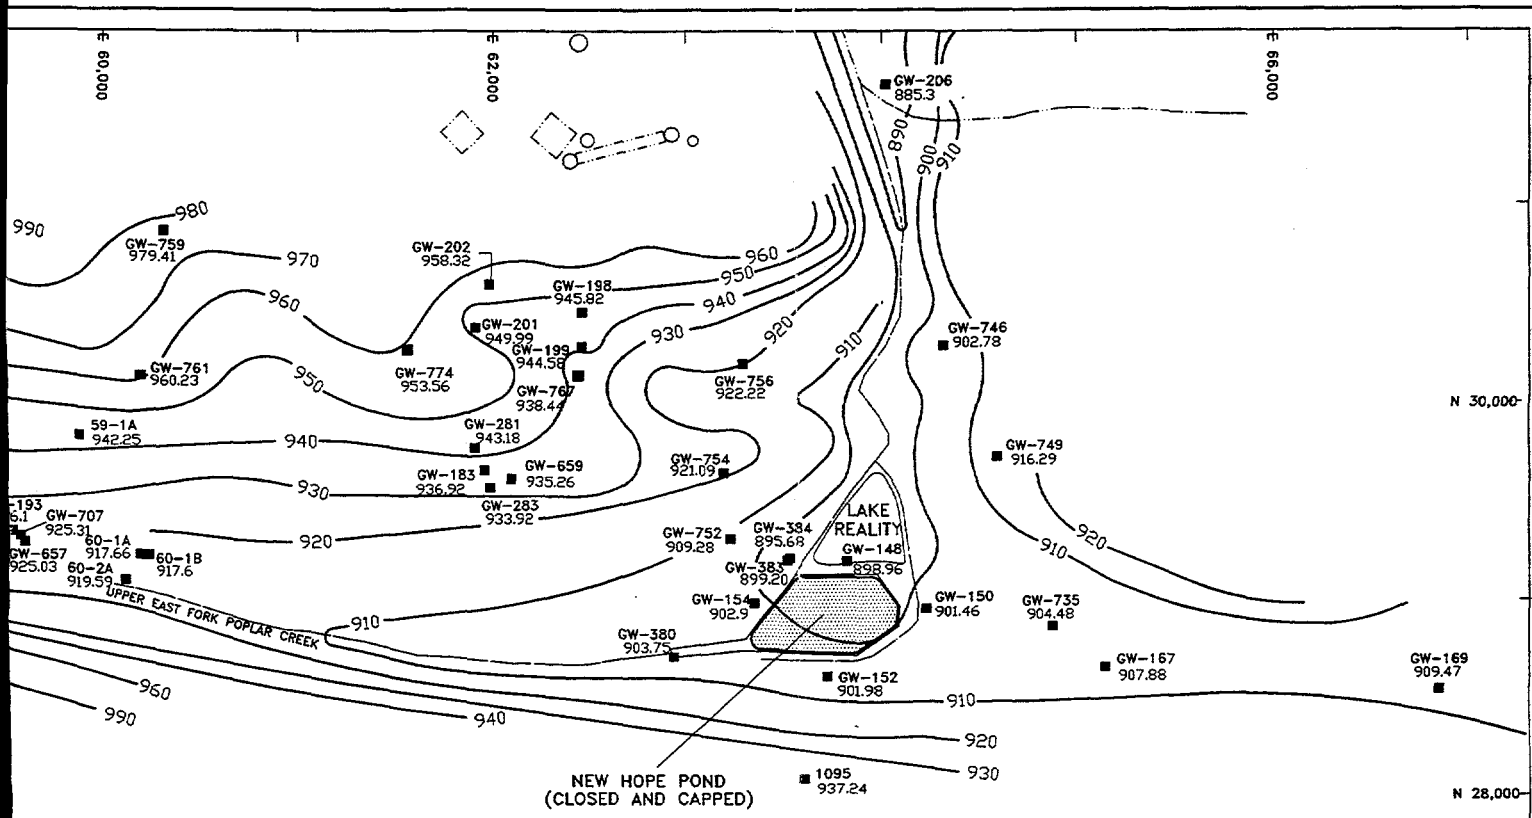 E 60,000
E 62,000
E 66,000
GW-206
885.3
890
900
910
980
990
GW-759
979.41
970
GW-202
958.32
960
950
GW-198
945.82
960
940
GW-201
949.99
930
920
GW-746
902.78
GW-199
944.58
910
GW-761
960.23
GW-774
953.56
950
GW-767
938.44
GW-756
922.22
N 30,000
59-1A
942.25
940
GW-281
943.18
GW-749
916.29
GW-754
921.09
GW-183
936.92
GW-659
935.26
930
GW-283
933.92
-193
6.1
GW-707
925.31
LAKE
REALITY
GW-752
909.28
GW-384
895.68
920
60-1A
917.66
920
910
GW-657
925.03
60-1B
917.6
GW-148
898.96
GW-383
899.20
60-2A
919.59
UPPER EAST FORK POPLAR CREEK
GW-154
902.9
GW-150
901.46
GW-735
904.48
910
GW-380
903.75
GW-167
907.88
GW-169
909.47
GW-152
901.98
960
910
990
940
920
930
1095
937.24
NEW HOPE POND
(CLOSED AND CAPPED)
N 28,000